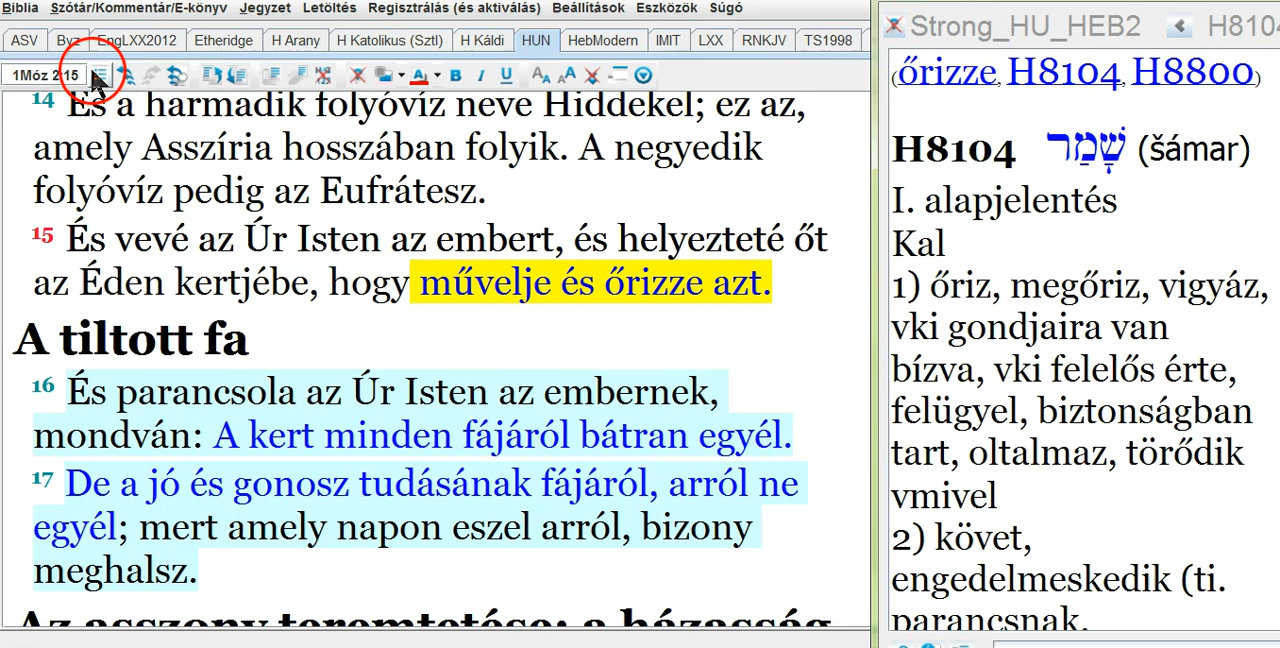 Biblia Szótár/Kommentár/E-könyv Jegyzet Letöltés Regisztrálás (és aktiválás) Beállítások Eszközök Súgó
ASV Byz EngLXX2012 Etheridge H Arany H Katolikus (Sztl) H Káldi HUN HebModern IMIT LXX RNKJV TS1998
1Móz 2:15
14 És a harmadik folyóvíz neve Hiddekel; ez az,
amely Asszíria hosszában folyik. A negyedik
folyóvíz pedig az Eufrátesz.
15 És vevé az Úr Isten az embert, és helyezteté őt
az Éden kertjébe, hogy művelje és őrizze azt.
A tiltott fa
16 És parancsola az Úr Isten az embernek,
mondván: A kert minden fájáról bátran egyél.
17 De a jó és gonosz tudásának fájáról, arról ne
egyél; mert amely napon eszel arról, bizony
meghalsz.
Az asszony teremtetése: a házasság
Strong_HU_HEB2 H8104
(őrizze, H8104, H8800)
H8104 שָׁמַר (šámar)
I. alapjelentés
Kal
1) őriz, megőriz, vigyáz,
vki gondjaira van
bízva, vki felelős érte,
felügyel, biztonságban
tart, oltalmaz, törődik
vmivel
2) követ,
engedelmeskedik (ti.
parancsnak,